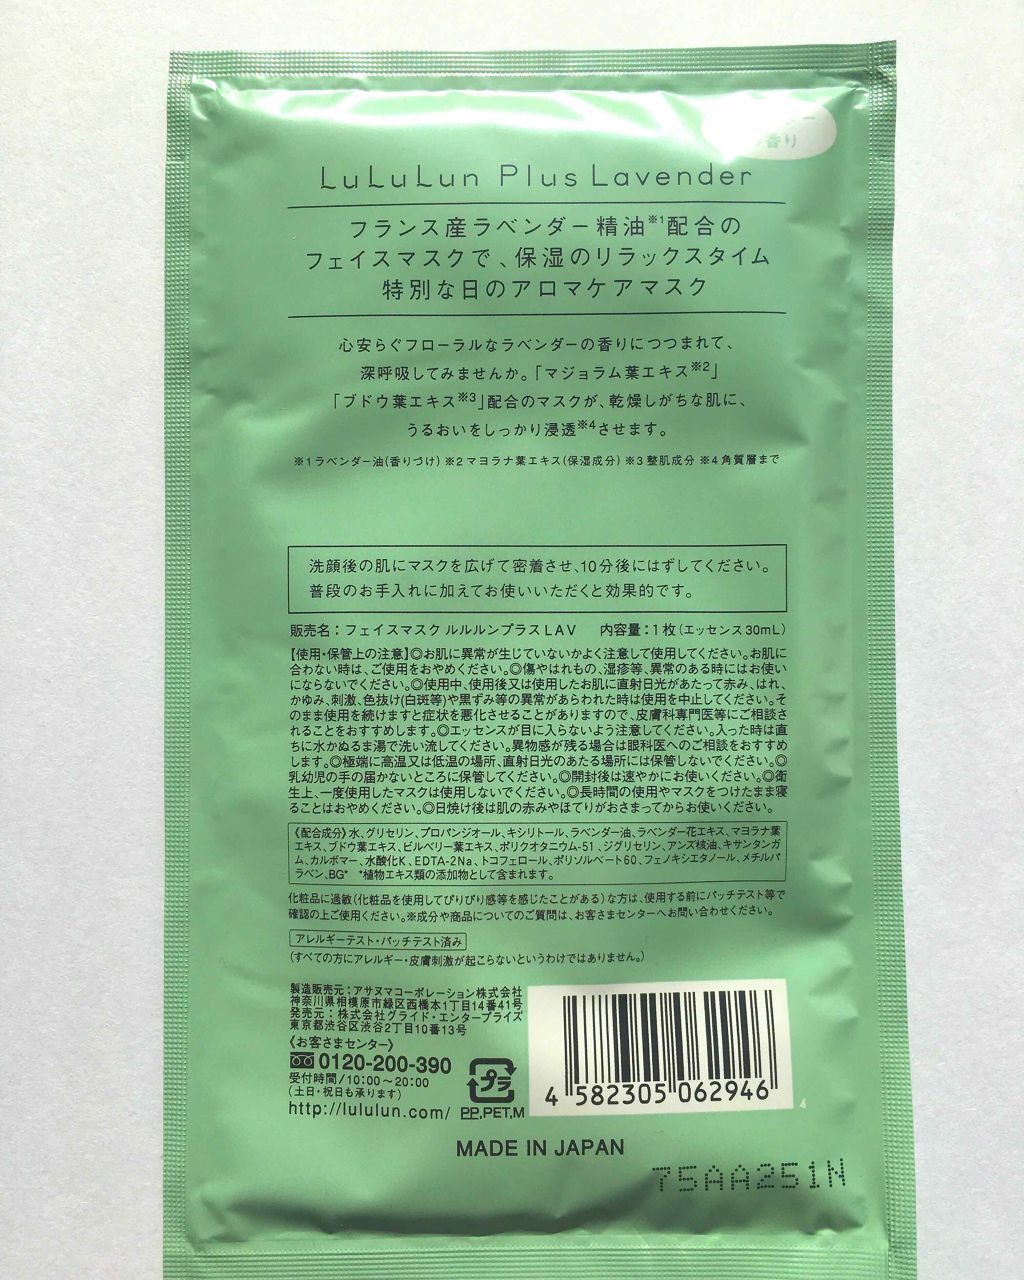 の香り
LuLuLun Plus Lavender
フランス産ラベンダー精油※1配合の
フェイスマスクで、保湿のリラックスタイム
特別な日のアロマケアマスク
心安らぐフローラルなラベンダーの香りにつつまれて、
深呼吸してみませんか。「マジョラム葉エキス※2」
「ブドウ葉エキス※3」配合のマスクが、乾燥しがちな肌に、
うるおいをしっかり浸透※4させます。
※1ラベンダー油(香りづけ) ※2マヨラナ葉エキス(保湿成分) ※3整肌成分 ※4角質層まで
洗顔後の肌にマスクを広げて密着させ、10分後にはずしてください。
普段のお手入れに加えてお使いいただくと効果的です。
販売名：フェイスマスク ルルルンプラスLAV 内容量：1枚(エッセンス30mL)
【使用・保管上の注意】◎お肌に異常が生じていないかよく注意して使用してください。お肌に
合わない時は、ご使用をおやめください。◎傷やはれもの、湿疹等、異常のある時にはお使い
にならないでください。◎使用中、使用後又は使用したお肌に直射日光があたって赤み、はれ、
かゆみ、刺激、色抜け(白斑等)や黒ずみ等の異常があらわれた時は使用を中止してください。そ
のまま使用を続けますと症状を悪化させることがありますので、皮膚科専門医等にご相談さ
れることをおすすめします。◎エッセンスが目に入らないよう注意してください。入った時は直
ちに水かぬるま湯で洗い流してください。異物感が残る場合は眼科医へのご相談をおすすめ
します。◎極端に高温又は低温の場所、直射日光のあたる場所には保管しないでください。◎
乳幼児の手の届かないところに保管してください。◎開封後は速やかにお使いください。◎衛
生上、一度使用したマスクは使用しないでください。◎長時間の使用やマスクをつけたまま寝
ることはおやめください。◎日焼け後は肌の赤みやほてりがおさまってからお使いください。
《配合成分》水、グリセリン、プロパンジオール、キシリトール、ラベンダー油、ラベンダー花エキス、マヨラナ葉
エキス、ブドウ葉エキス、ビルベリー葉エキス、ポリクオタニウム-51、ジグリセリン、アンズ核油、キサンタンガ
ム、カルボマー、水酸化K、EDTA-2Na、トコフェロール、ポリソルベート60、フェノキシエタノール、メチルパ
ラベン、BG* *植物エキス類の添加物として含まれます。
化粧品に過敏(化粧品を使用してぴりぴり感等を感じたことがある)な方は、使用する前にパッチテスト等で
確認の上ご使用ください。※成分や商品についてのご質問は、お客さまセンターへお問い合わせください。
アレルギーテスト・パッチテスト済み
(すべての方にアレルギー・皮膚刺激が起こらないというわけではありません。)
製造販売元：アサヌマコーポレーション株式会社
神奈川県相模原市緑区西橋本1丁目14番41号
発売元：株式会社グライド・エンタープライズ
東京都渋谷区渋谷2丁目10番13号
《お客さまセンター》
0120-200-390
受付時間/10:00～20:00
(土日・祝日も承ります)
http://lululun.com/
プラ
PP,PET,M
4 582305 062946
4
MADE IN JAPAN
75AA251N